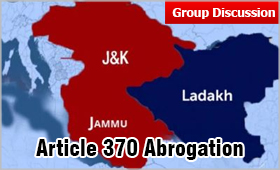 Group Discussion
J&K
Ladakh
JAMMU
Article 370 Abrogation